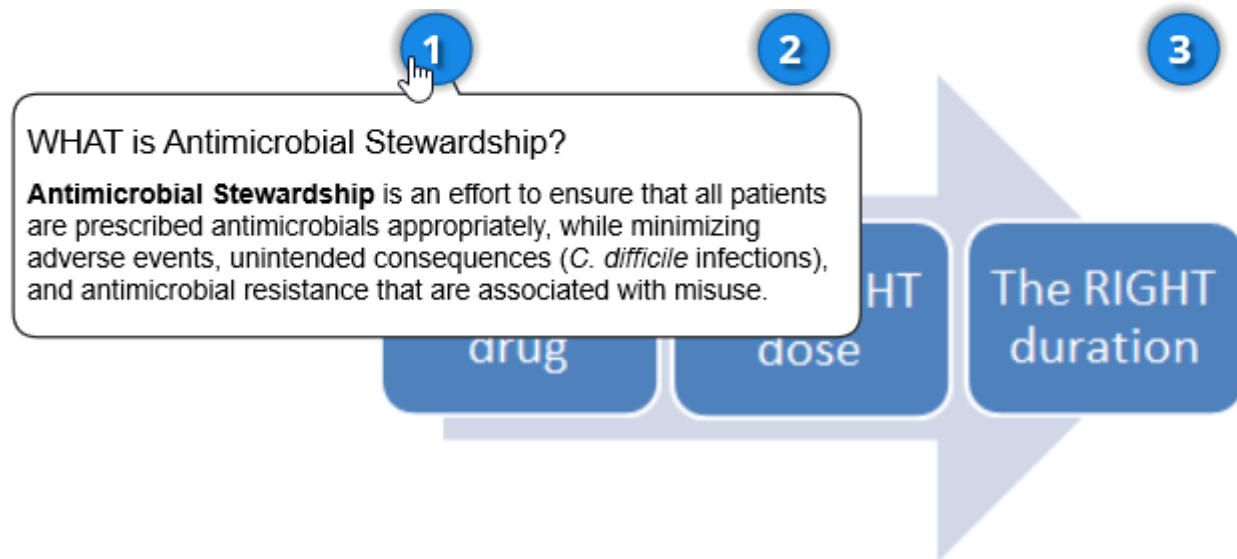 1
2
3
WHAT is Antimicrobial Stewardship?
Antimicrobial Stewardship is an effort to ensure that all patients
are prescribed antimicrobials appropriately, while minimizing
adverse events, unintended consequences (C. difficile infections),
and antimicrobial resistance that are associated with misuse.
drug
HT
dose
The RIGHT
duration